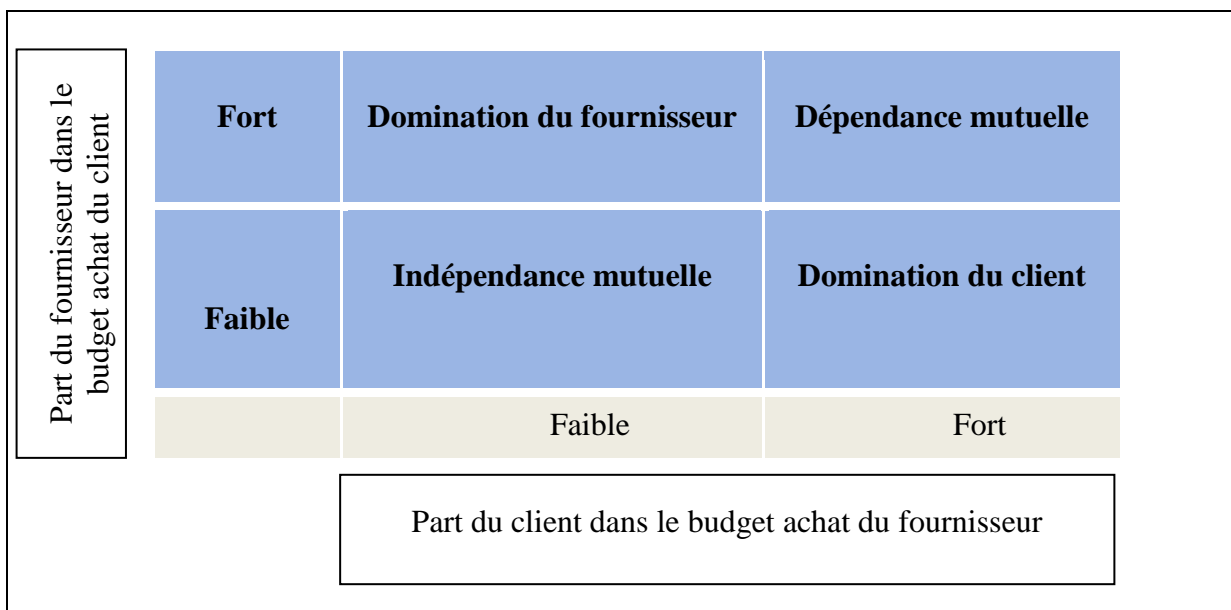 Part du fournisseur dans le
budget achat du client
Fort
Domination du fournisseur
Dépendance mutuelle
Faible
Indépendance mutuelle
Domination du client
Faible
Fort
Part du client dans le budget achat du fournisseur